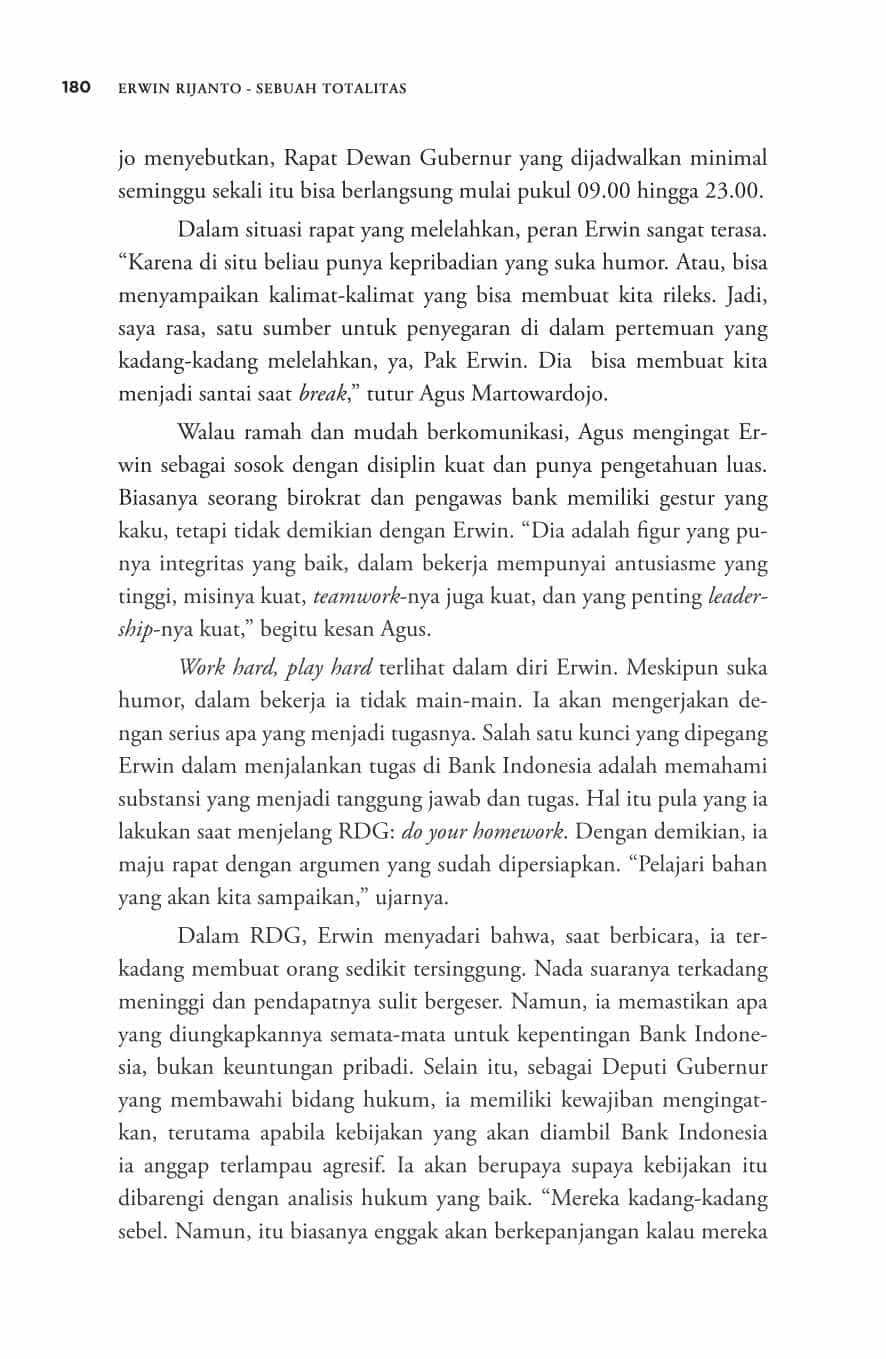 180 ERWIN RIJANTO - SEBUAH TOTALITAS
jo menyebutkan, Rapat Dewan Gubernur yang dijadwalkan minimal
seminggu sekali itu bisa berlangsung mulai pukul 09.00 hingga 23.00.
Dalam situasi rapat yang melelahkan, peran Erwin sangat terasa.
“Karena di situ beliau punya kepribadian yang suka humor. Atau, bisa
menyampaikan kalimat-kalimat yang bisa membuat kita rileks. Jadi,
saya rasa, satu sumber untuk penyegaran di dalam pertemuan yang
kadang-kadang melelahkan, ya, Pak Erwin. Dia  bisa membuat kita
menjadi santai saat break,” tutur Agus Martowardojo.
Walau ramah dan mudah berkomunikasi, Agus mengingat Er-
win sebagai sosok dengan disiplin kuat dan punya pengetahuan luas.
Biasanya seorang birokrat dan pengawas bank memiliki gestur yang
kaku, tetapi tidak demikian dengan Erwin. “Dia adalah figur yang pu-
nya integritas yang baik, dalam bekerja mempunyai antusiasme yang
tinggi, misinya kuat, teamwork-nya juga kuat, dan yang penting leader-
ship-nya kuat,” begitu kesan Agus.
Work hard, play hard terlihat dalam diri Erwin. Meskipun suka
humor, dalam bekerja ia tidak main-main. Ia akan mengerjakan de-
ngan serius apa yang menjadi tugasnya. Salah satu kunci yang dipegang
Erwin dalam menjalankan tugas di Bank Indonesia adalah memahami
substansi yang menjadi tanggung jawab dan tugas. Hal itu pula yang ia
lakukan saat menjelang RDG: do your homework. Dengan demikian, ia
maju rapat dengan argumen yang sudah dipersiapkan. “Pelajari bahan
yang akan kita sampaikan,” ujarnya.
Dalam RDG, Erwin menyadari bahwa, saat berbicara, ia ter-
kadang membuat orang sedikit tersinggung. Nada suaranya terkadang
meninggi dan pendapatnya sulit bergeser. Namun, ia memastikan apa
yang diungkapkannya semata-mata untuk kepentingan Bank Indone-
sia, bukan keuntungan pribadi. Selain itu, sebagai Deputi Gubernur
yang membawahi bidang hukum, ia memiliki kewajiban mengingat-
kan, terutama apabila kebijakan yang akan diambil Bank Indonesia
ia anggap terlampau agresif. Ia akan berupaya supaya kebijakan itu
dibarengi dengan analisis hukum yang baik. “Mereka kadang-kadang
sebel. Namun, itu biasanya enggak akan berkepanjangan kalau mereka